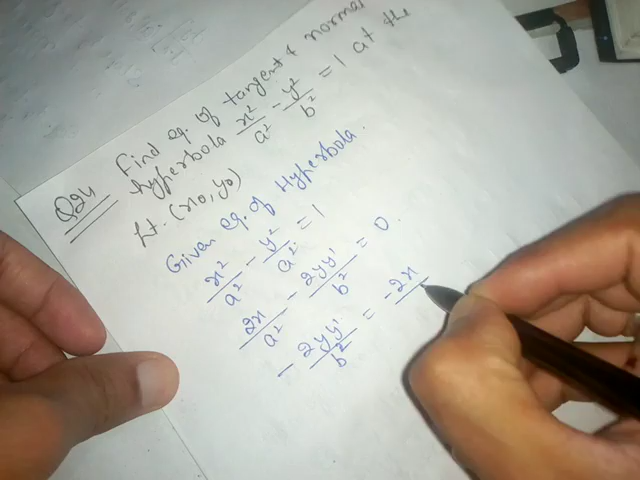 Q24 Find eq. of tangent & normal
hyperbola x²/a² - y²/b² = 1 at the
pt. (x₀, y₀)
Given eq. of Hyperbola.
x²/a² - y²/a² = 1
2x/a² - 2yy'/b² = 0.
- 2yy'/b² = -2x